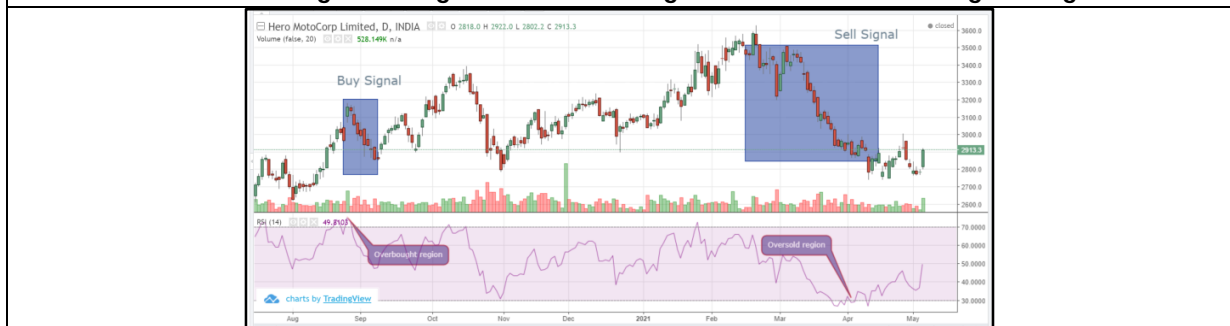 Hero MotoCorp Limited, D, INDIA O 2818.0 H 2922.0 L 2802.2 C 2913.3
closed
Volume (false, 20) 528.149K n/a
Buy Signal
Sell Signal
3600.0
3500.0
3400.0
3300.0
3200.0
3100.0
3000.0
2913.3
2800.0
2700.0
2600.0
RSI (14) 49.8103
Overbought region
Oversold region
70.0000
60.0000
50.0000
40.0000
30.0000
charts by TradingView
Aug Sep Oct Nov Dec 2021 Feb Mar Apr May